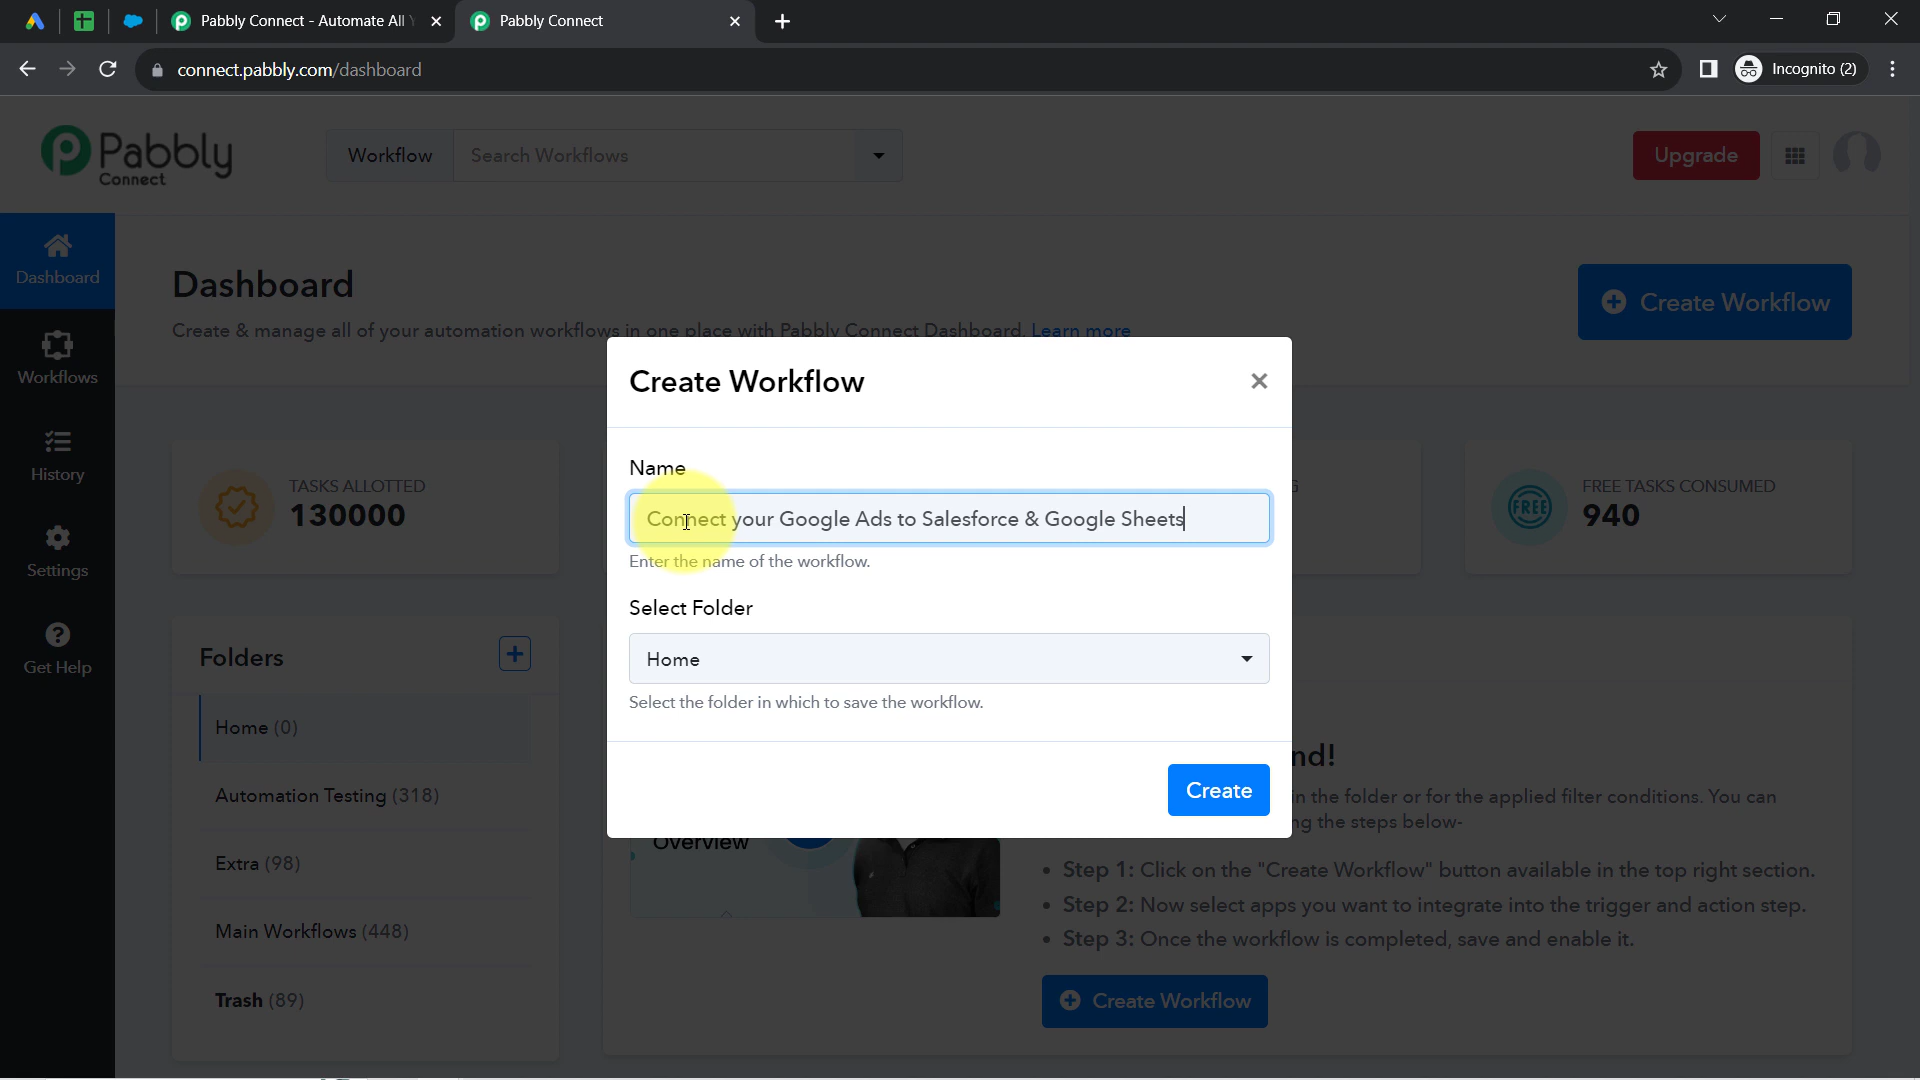 Pabbly Connect - Automate All
Pabbly Connect
connect.pabbly.com/dashboard
Incognito (2)
Pabbly
Connect
Workflow
Search Workflows
Upgrade
Dashboard
Workflows
History
Settings
Get Help
Dashboard
Create & manage all of your automation workflows in one place with Pabbly Connect Dashboard. Learn more
Create Workflow
TASKS ALLOTTED
130000
FREE
FREE TASKS CONSUMED
940
Create Workflow
Name
Connect your Google Ads to Salesforce & Google Sheets
Enter the name of the workflow.
Select Folder
Home
Select the folder in which to save the workflow.
Create
Folders
Home (0)
Automation Testing (318)
Extra (98)
Main Workflows (448)
Trash (89)
Overview
nd!
in the folder or for the applied filter conditions. You can
ng the steps below-
Step 1: Click on the "Create Workflow" button available in the top right section.
Step 2: Now select apps you want to integrate into the trigger and action step.
Step 3: Once the workflow is completed, save and enable it.
Create Workflow